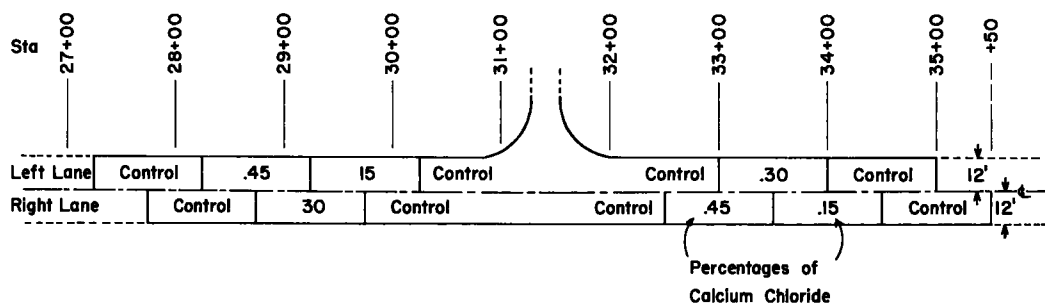 Sta
27+00 28+00 29+00 30+00 31+00 32+00 33+00 34+00 35+00 +50
Left Lane Control .45 15 Control Control .30 Control 12'
Right Lane Control 30 Control Control .45 .15 Control 12' ℄
Percentages of
Calcium Chloride